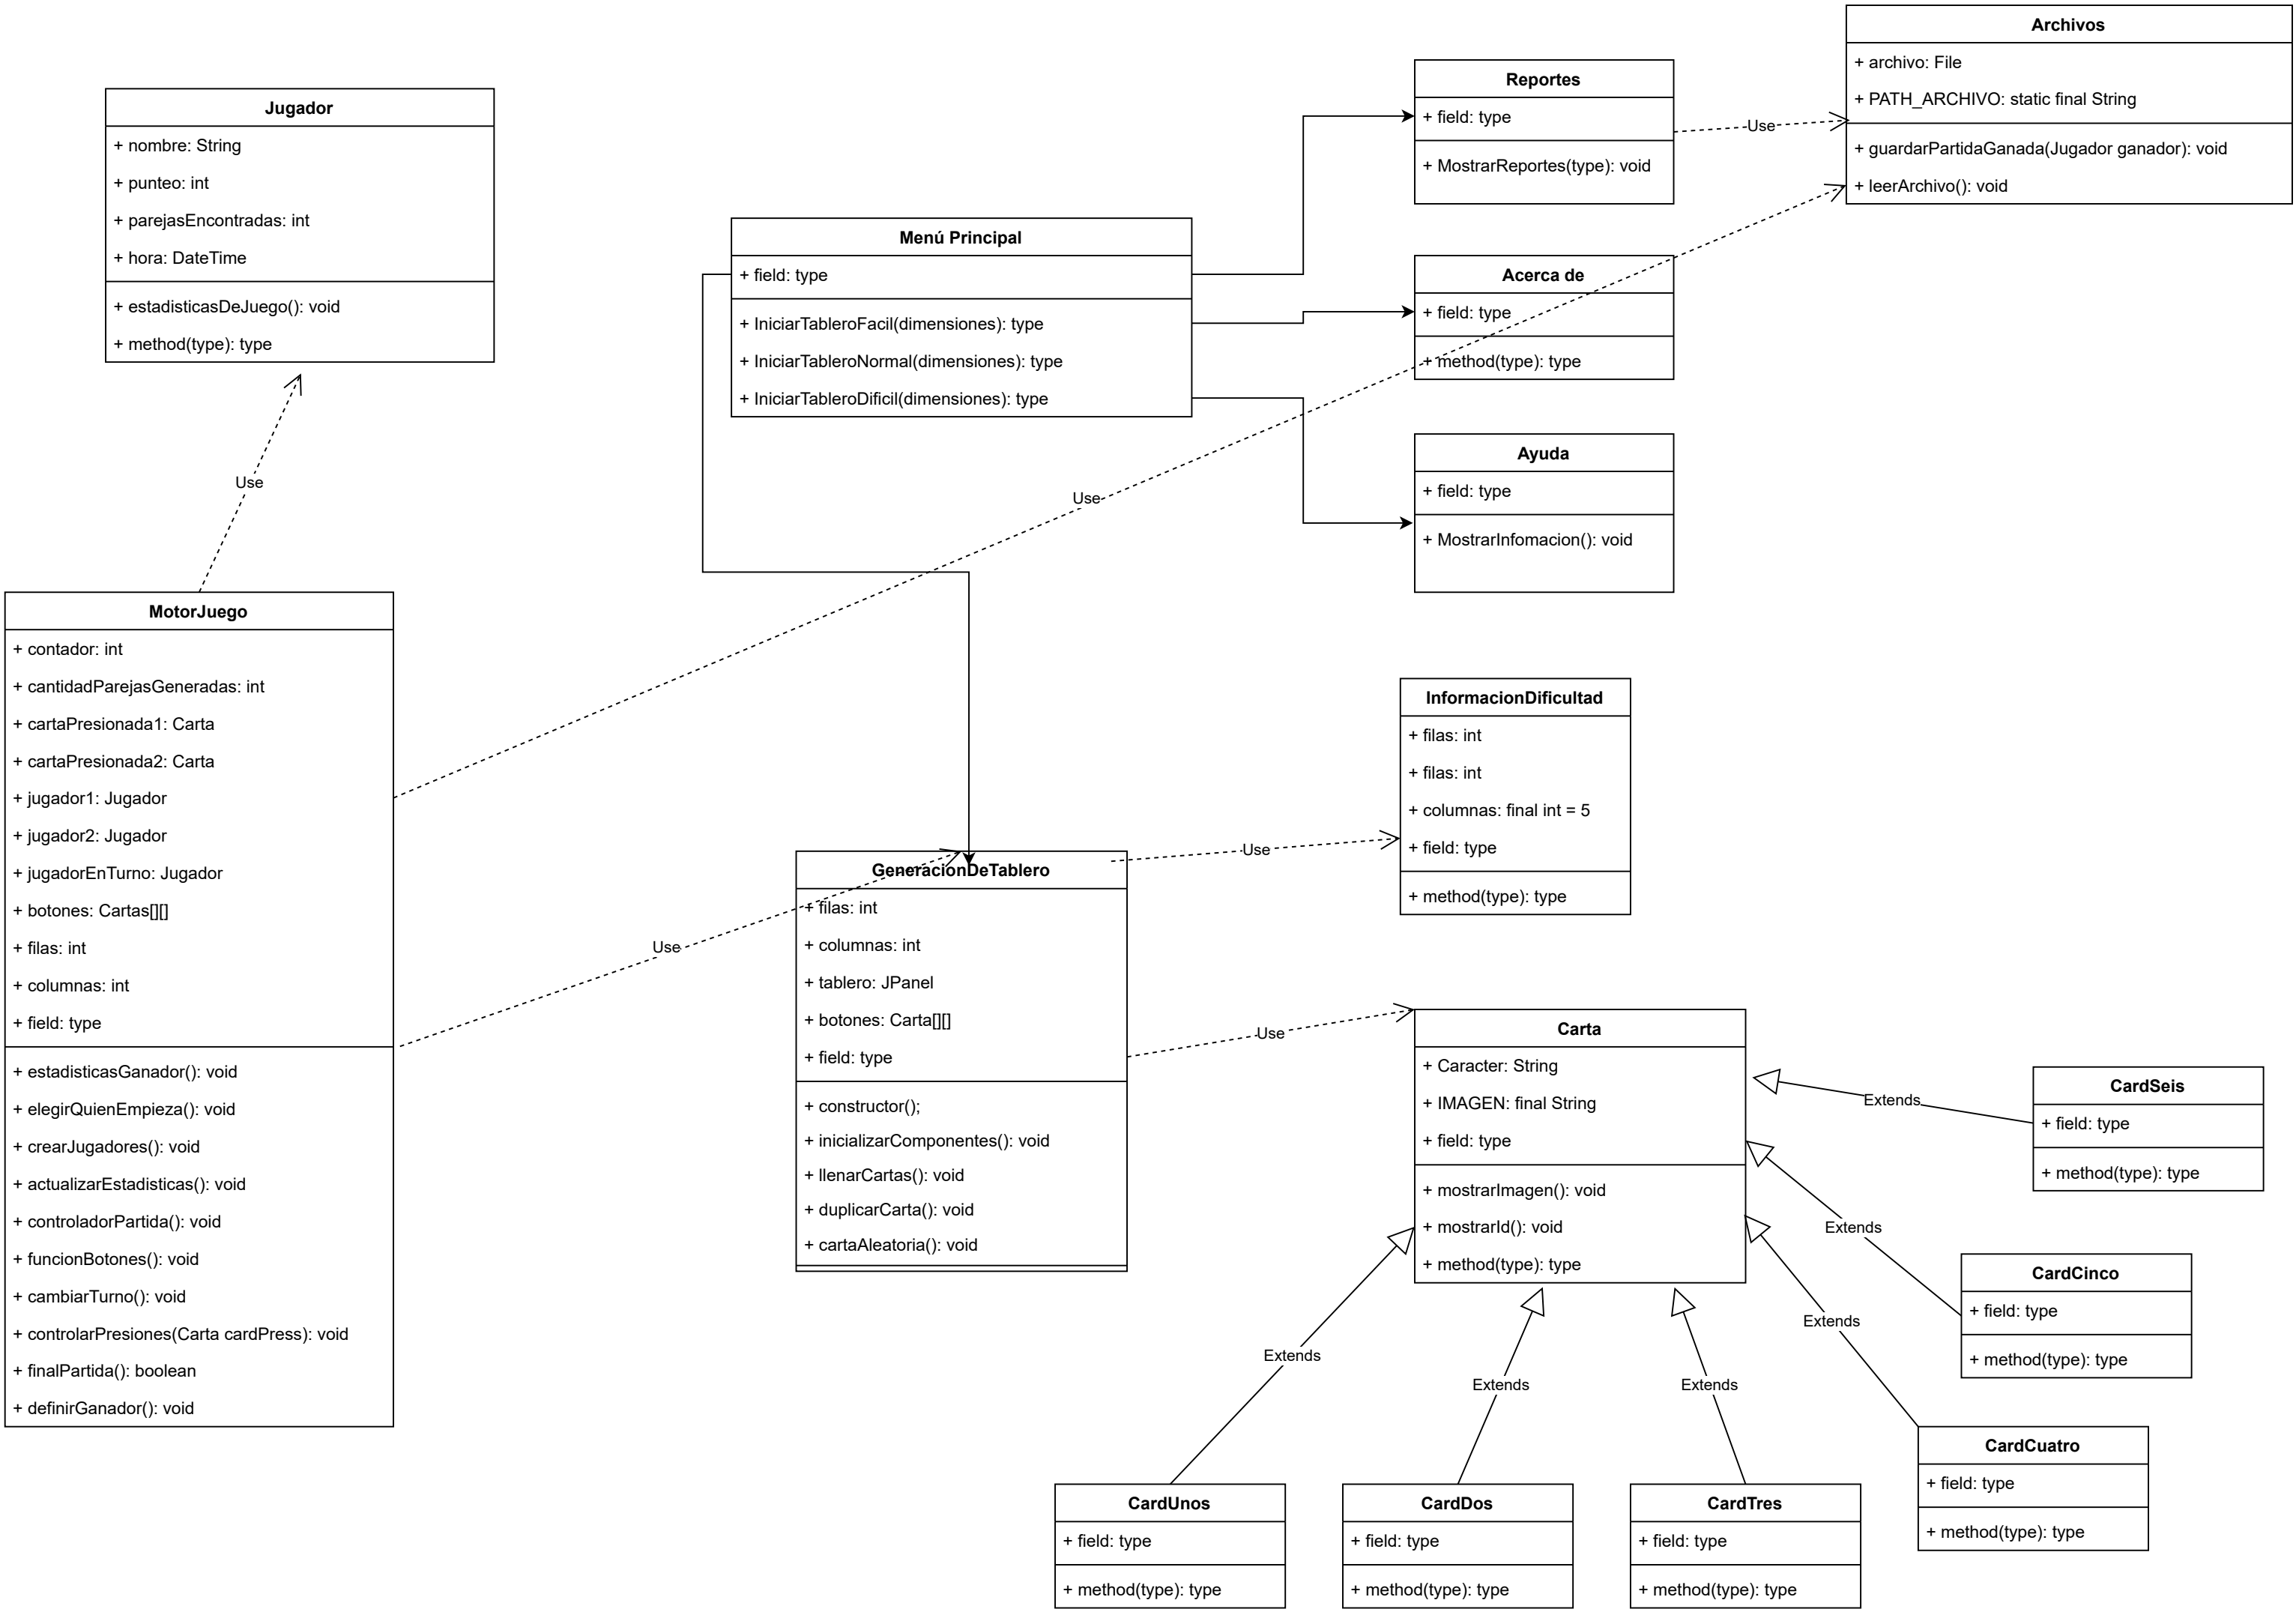 Jugador
+ nombre: String
+ punteo: int
+ parejasEncontradas: int
+ hora: DateTime
+ estadisticasDeJuego(): void
+ method(type): type
Use
MotorJuego
+ contador: int
+ cantidadParejasGeneradas: int
+ cartaPresionada1: Carta
+ cartaPresionada2: Carta
+ jugador1: Jugador
+ jugador2: Jugador
+ jugadorEnTurno: Jugador
+ botones: Cartas[][]
+ filas: int
+ columnas: int
+ field: type
+ estadisticasGanador(): void
+ elegirQuienEmpieza(): void
+ crearJugadores(): void
+ actualizarEstadisticas(): void
+ controladorPartida(): void
+ funcionBotones(): void
+ cambiarTurno(): void
+ controlarPresiones(Carta cardPress): void
+ finalPartida(): boolean
+ definirGanador(): void
Use
Use
Menú Principal
+ field: type
+ IniciarTableroFacil(dimensiones): type
+ IniciarTableroNormal(dimensiones): type
+ IniciarTableroDificil(dimensiones): type
Reportes
+ field: type
+ MostrarReportes(type): void
Use
Archivos
+ archivo: File
+ PATH_ARCHIVO: static final String
+ guardarPartidaGanada(Jugador ganador): void
+ leerArchivo(): void
Acerca de
+ field: type
+ method(type): type
Ayuda
+ field: type
+ MostrarInfomacion(): void
GeneracionDeTablero
+ filas: int
+ columnas: int
+ tablero: JPanel
+ botones: Carta[][]
+ field: type
+ constructor();
+ inicializarComponentes(): void
+ llenarCartas(): void
+ duplicarCarta(): void
+ cartaAleatoria(): void
Use
InformacionDificultad
+ filas: int
+ filas: int
+ columnas: final int = 5
+ field: type
+ method(type): type
Use
Carta
+ Caracter: String
+ IMAGEN: final String
+ field: type
+ mostrarImagen(): void
+ mostrarId(): void
+ method(type): type
Extends
CardSeis
+ field: type
+ method(type): type
Extends
CardCinco
+ field: type
+ method(type): type
Extends
CardCuatro
+ field: type
+ method(type): type
Extends
CardUnos
+ field: type
+ method(type): type
Extends
CardDos
+ field: type
+ method(type): type
Extends
CardTres
+ field: type
+ method(type): type